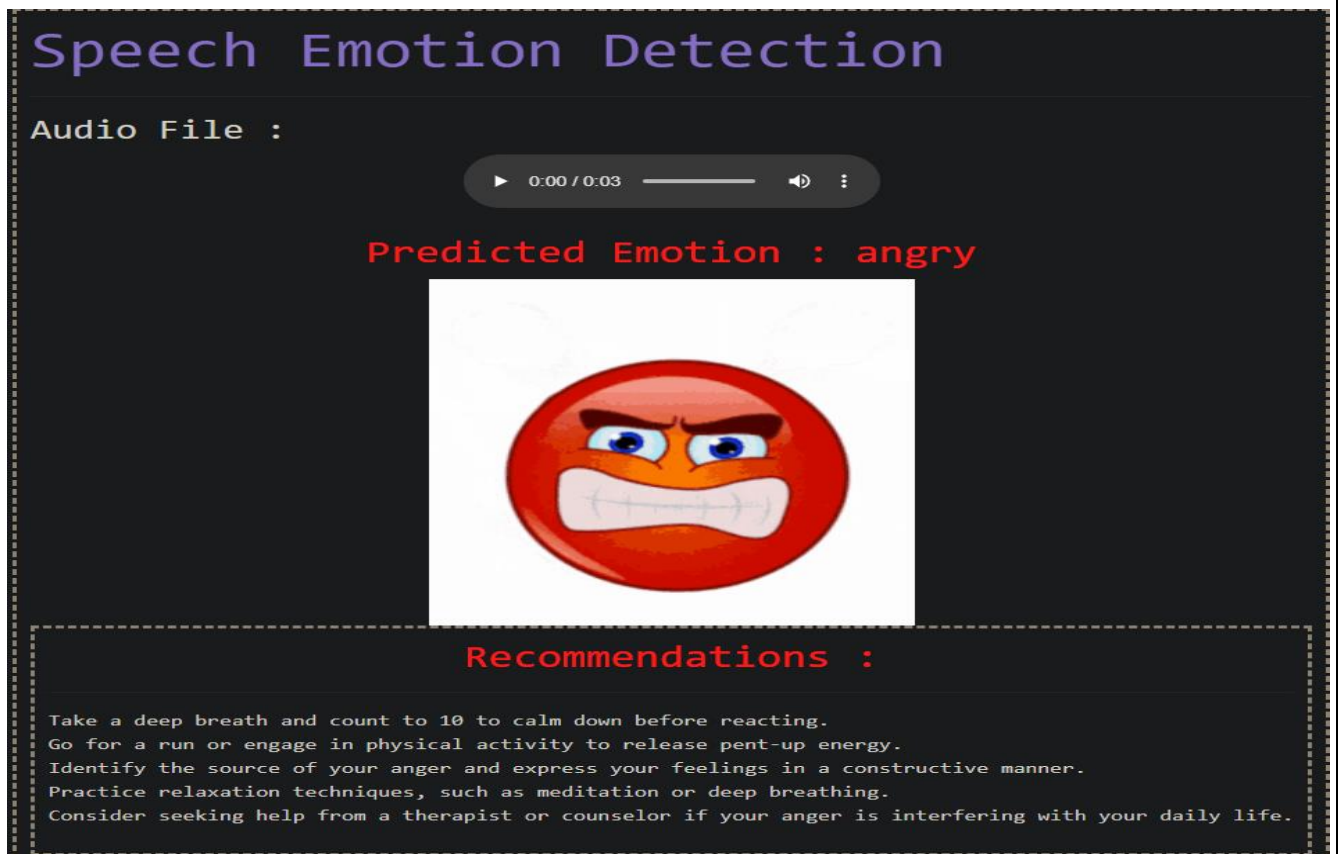 Speech Emotion Detection
Audio File :
0:00 / 0:03
Predicted Emotion : angry
Recommendations :
Take a deep breath and count to 10 to calm down before reacting.
Go for a run or engage in physical activity to release pent-up energy.
Identify the source of your anger and express your feelings in a constructive manner.
Practice relaxation techniques, such as meditation or deep breathing.
Consider seeking help from a therapist or counselor if your anger is interfering with your daily life.